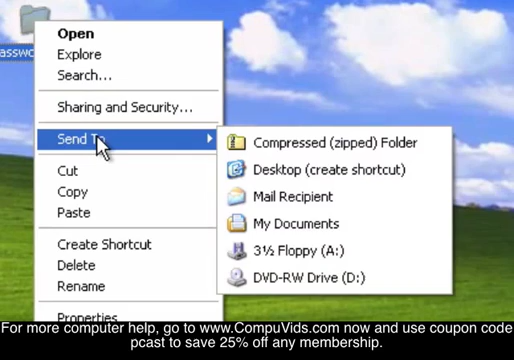 Open
Explore
Search...
Sharing and Security...
Send To
Compressed (zipped) Folder
Desktop (create shortcut)
Mail Recipient
My Documents
3½ Floppy (A:)
DVD-RW Drive (D:)
Cut
Copy
Paste
Create Shortcut
Delete
Rename
Properties
For more computer help, go to www.CompuVids.com now and use coupon code
pcast to save 25% off any membership.